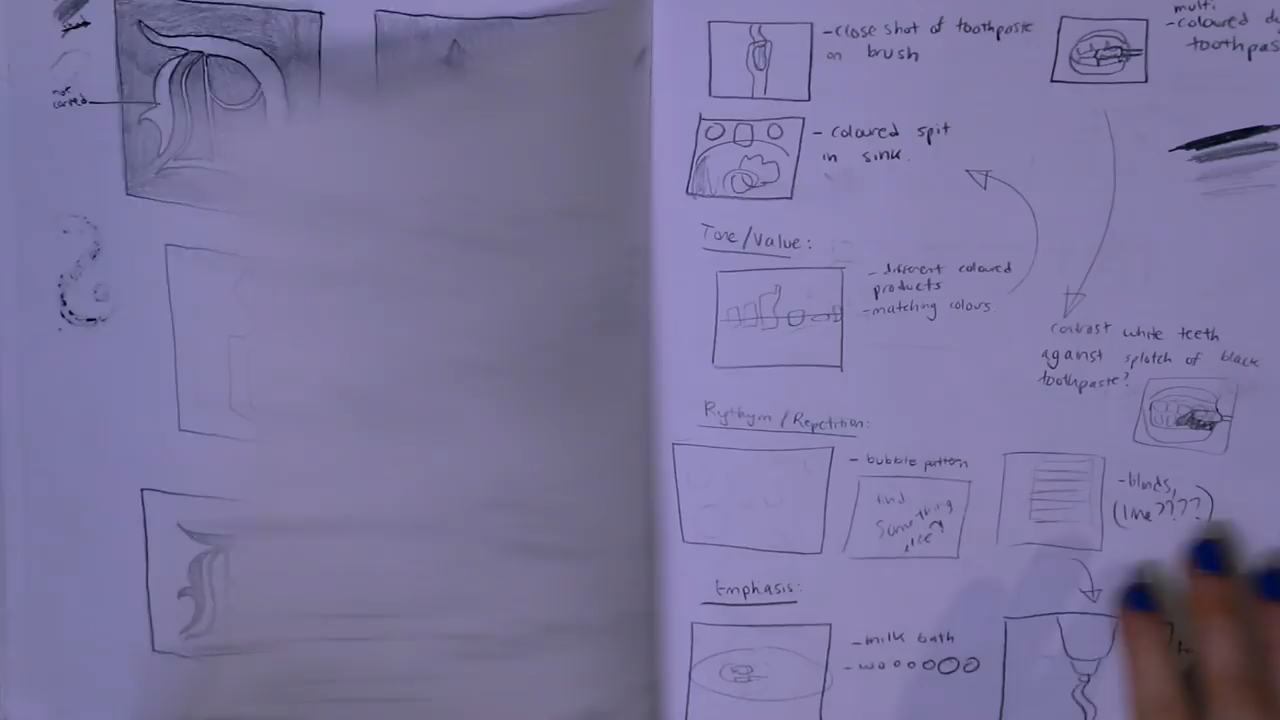 not
carved
- close shot of toothpaste
on brush
multi
- coloured
toothpas
- coloured spit
in sink.
Tone/Value:
- different coloured
products
- matching colours
contrast white teeth
against splotch of black
toothpaste?
Rythym/Repetition:
- bubble pattern
find
something
nice?
- blinds,
(line????)
Emphasis:
- milk bath